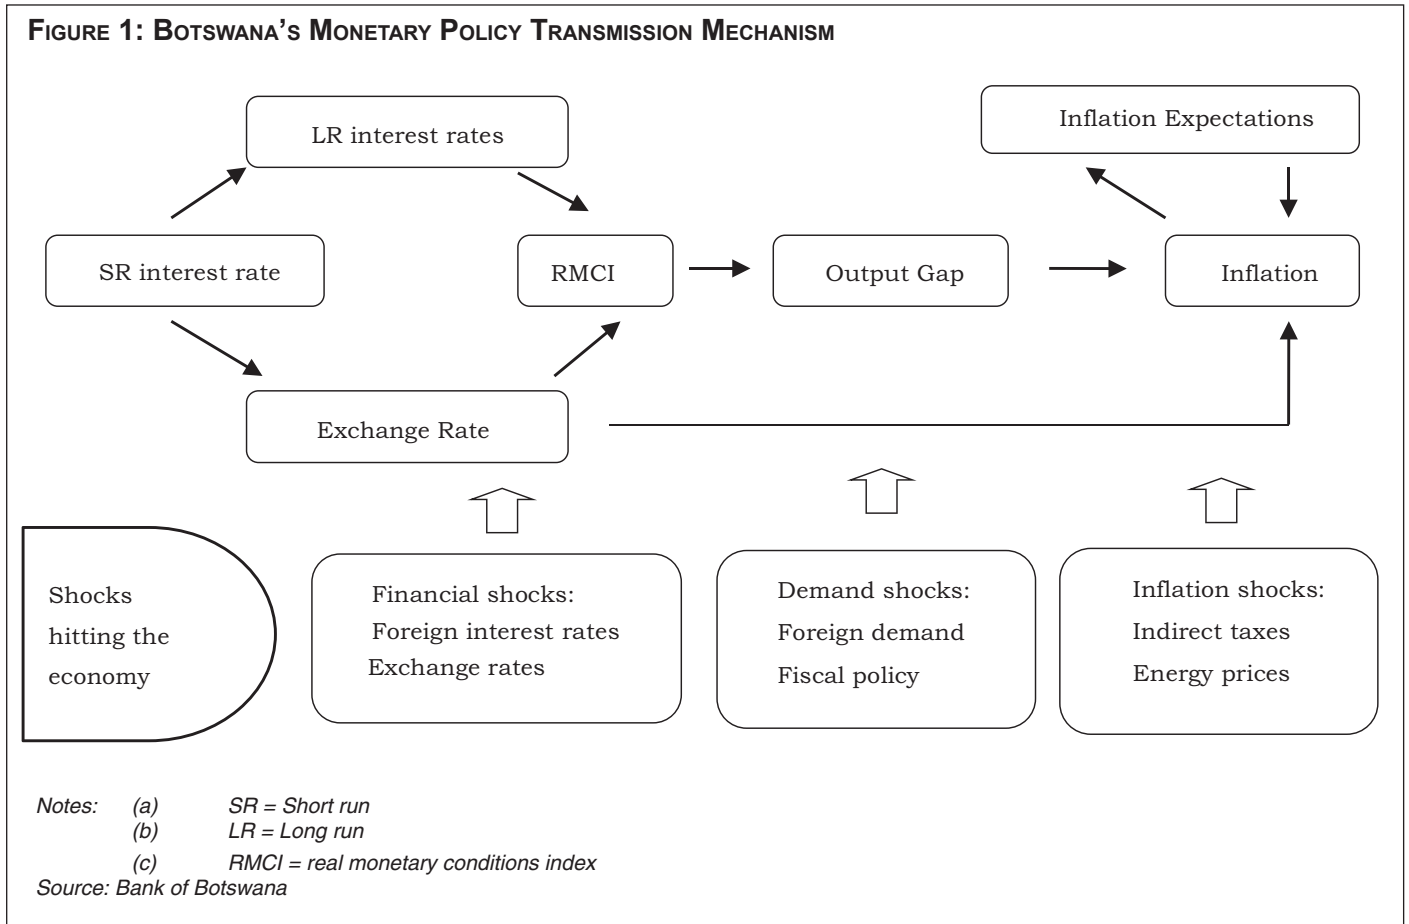 FIGURE 1: BOTSWANA'S MONETARY POLICY TRANSMISSION MECHANISM
LR interest rates
Inflation Expectations
SR interest rate
RMCI
Output Gap
Inflation
Exchange Rate
Shocks
hitting the
economy
Financial shocks:
Foreign interest rates
Exchange rates
Demand shocks:
Foreign demand
Fiscal policy
Inflation shocks:
Indirect taxes
Energy prices
Notes: (a) SR = Short run
(b) LR = Long run
(c) RMCI = real monetary conditions index
Source: Bank of Botswana